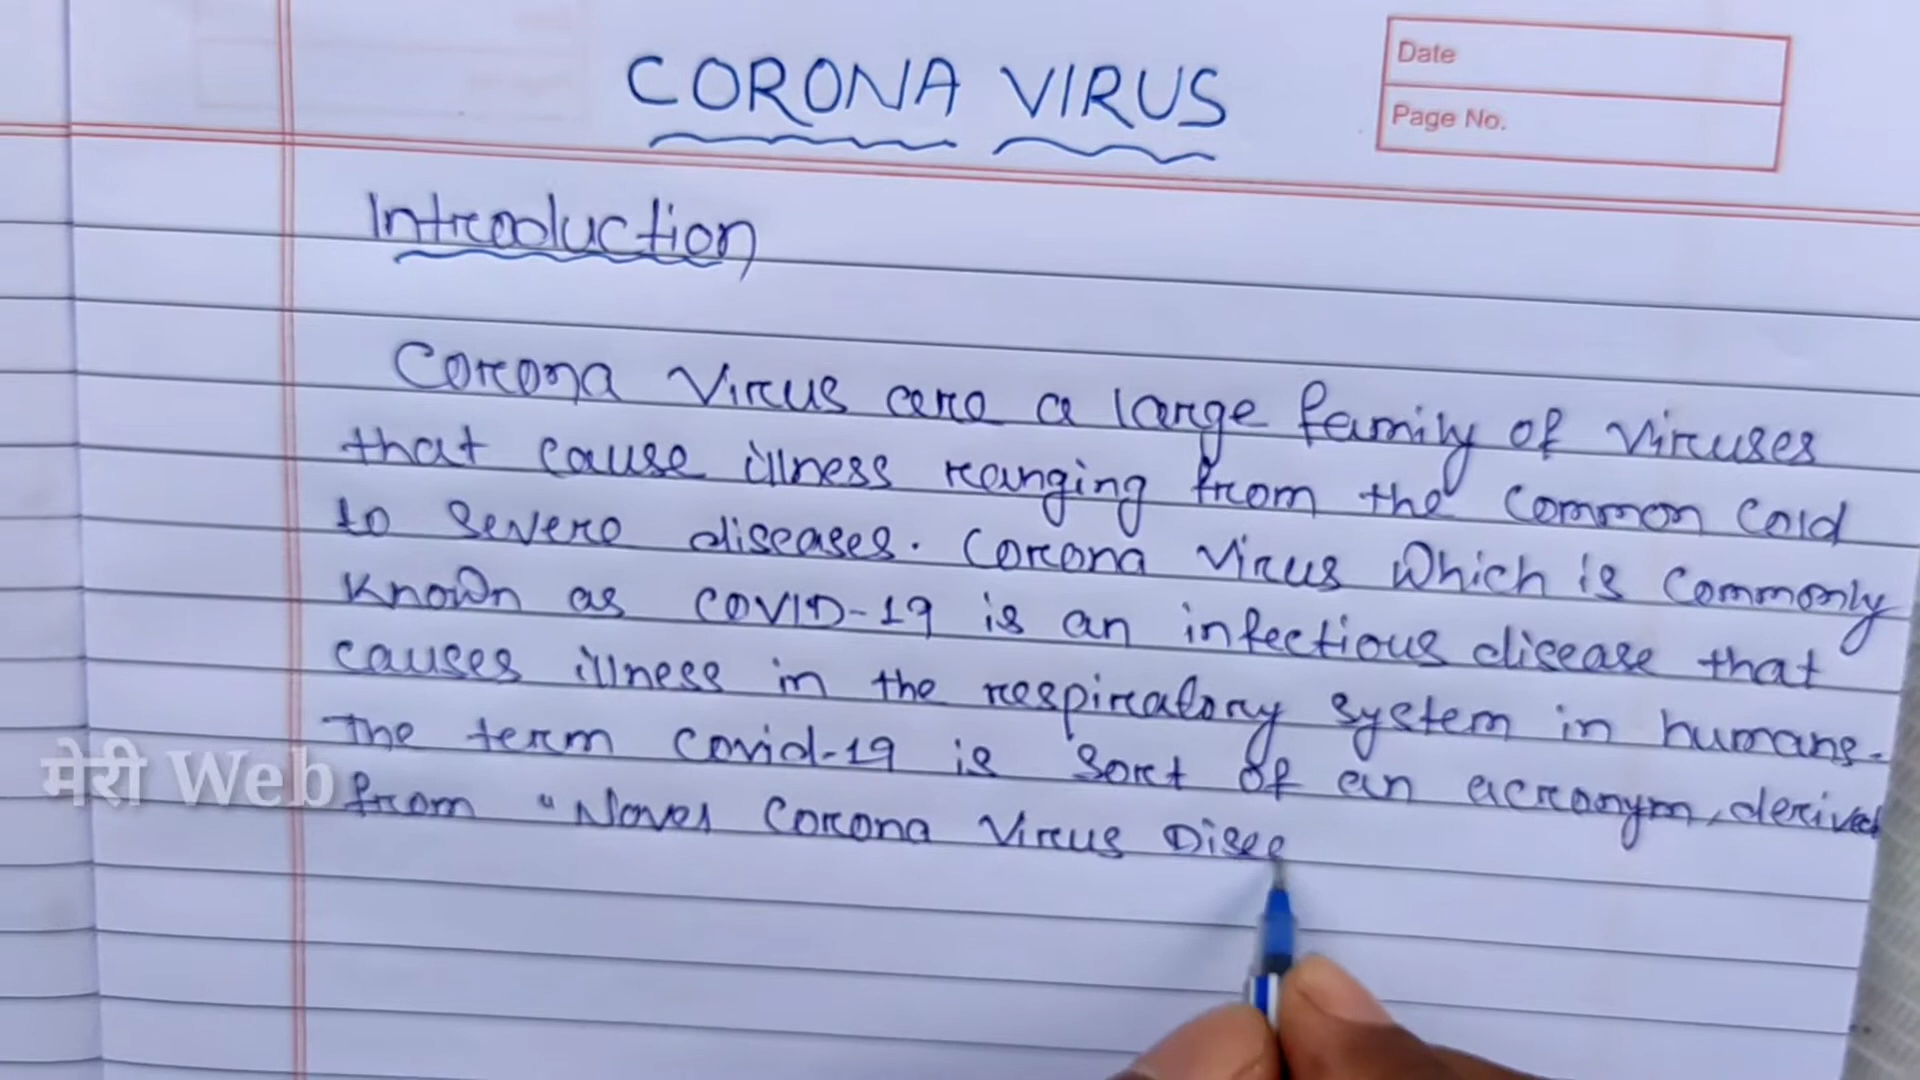 CORONA VIRUS
Date
Page No.
Introduction
Corona Virus are a large family of Viruses
that cause illness ranging from the Common Cold
to severe diseases. Corona Virus Which is Commonly
Known as COVID-19 is an infectious disease that
causes illness in the respiratory system in humans.
The term Covid-19 is sort of an acronym, derived
मेरी Web
from "Novel Corona Virus Disea